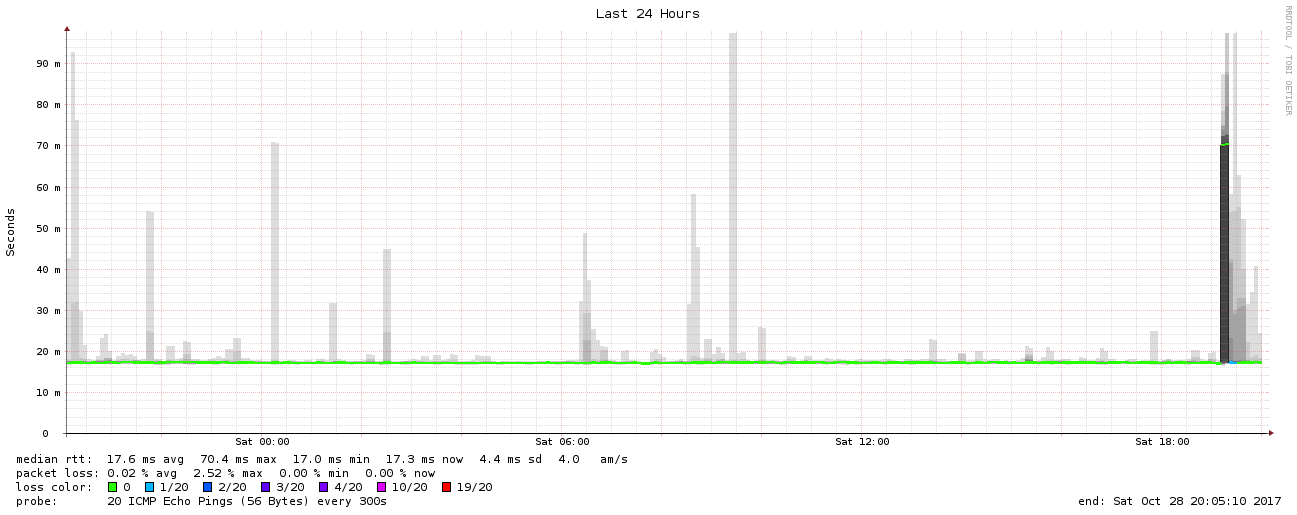 Last 24 Hours
RRDTOOL / TOBI OETIKER
Seconds
90 m
80 m
70 m
60 m
50 m
40 m
30 m
20 m
10 m
0
Sat 00:00 Sat 06:00 Sat 12:00 Sat 18:00
median rtt: 17.6 ms avg 70.4 ms max 17.0 ms min 17.3 ms now 4.4 ms sd 4.0 am/s
packet loss: 0.02 % avg 2.52 % max 0.00 % min 0.00 % now
loss color: 0 1/20 2/20 3/20 4/20 10/20 19/20
probe: 20 ICMP Echo Pings (56 Bytes) every 300s end: Sat Oct 28 20:05:10 2017